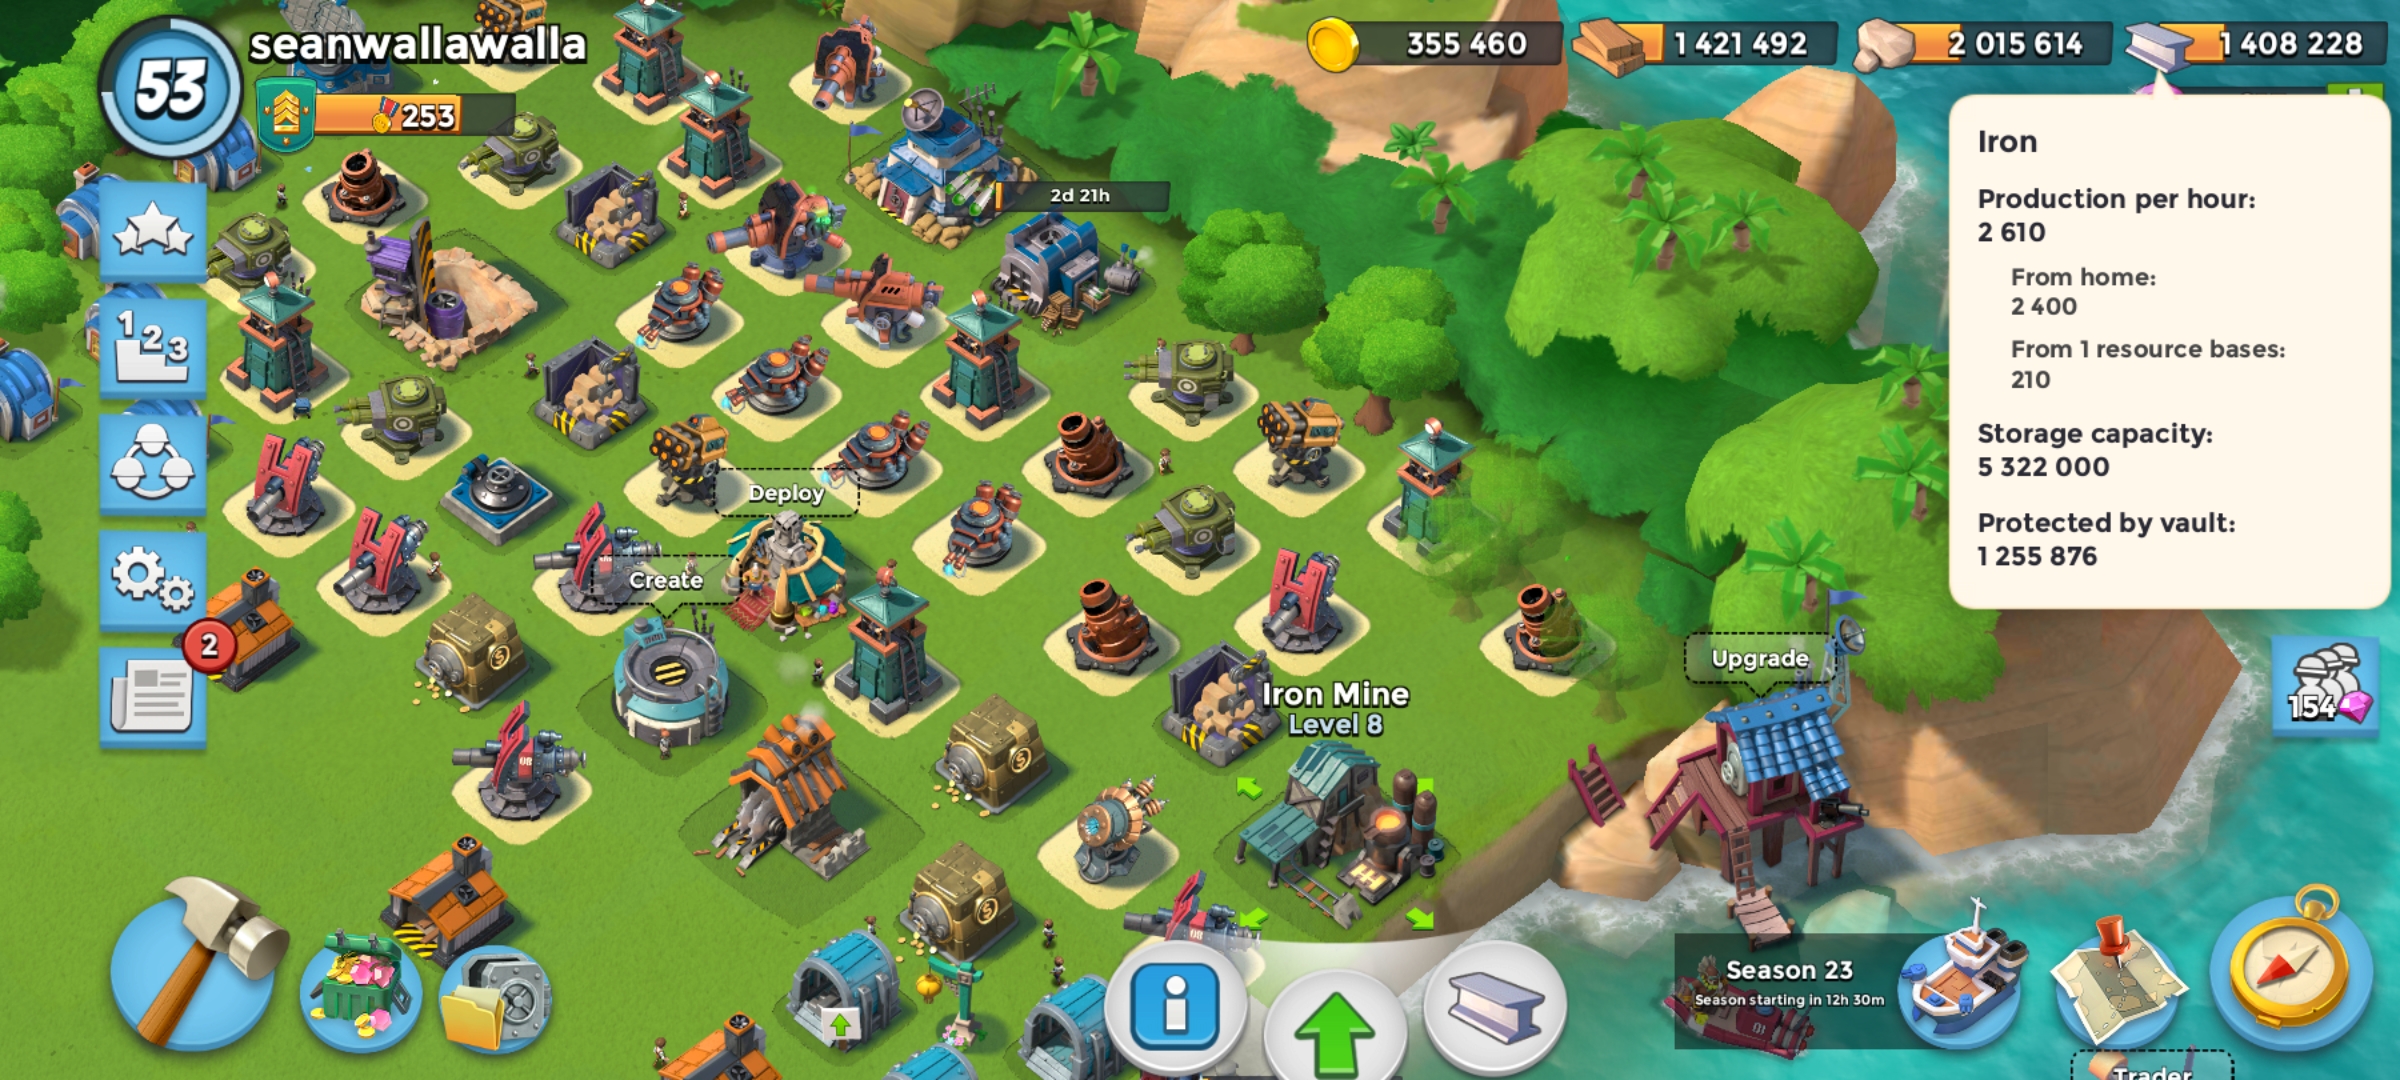 53
seanwallawalla
253
355 460
1 421 492
2 015 614
1 408 228
Iron
Production per hour:
2 610
From home:
2 400
From 1 resource bases:
210
Storage capacity:
5 322 000
Protected by vault:
1 255 876
2d 21h
1 2 3
Deploy
Create
2
Upgrade
154
Iron Mine
Level 8
Season 23
Season starting in 12h 30m
Trader